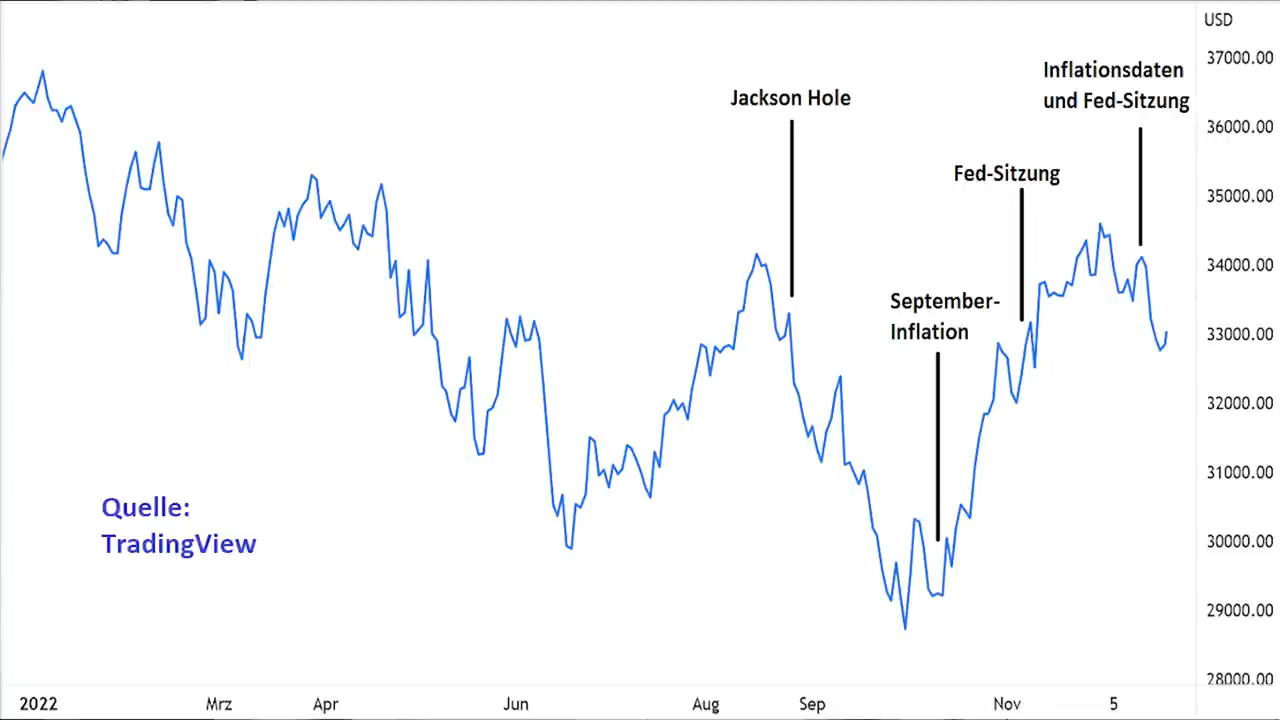 USD
37000.00
36000.00
35000.00
34000.00
33000.00
32000.00
31000.00
30000.00
29000.00
28000.00
Jackson Hole
Inflationsdaten
und Fed-Sitzung
Fed-Sitzung
September-
Inflation
Quelle:
TradingView
2022 Mrz Apr Jun Aug Sep Nov 5